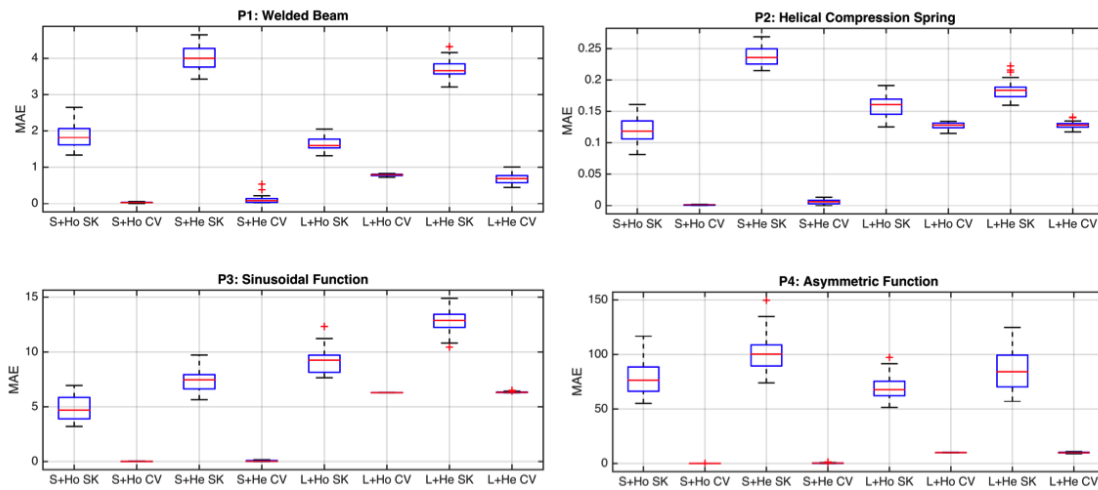 P1: Welded Beam
MAE
4
3
2
1
0
S+Ho SK S+Ho CV S+He SK S+He CV L+Ho SK L+Ho CV L+He SK L+He CV
P2: Helical Compression Spring
MAE
0.25
0.2
0.15
0.1
0.05
0
S+Ho SK S+Ho CV S+He SK S+He CV L+Ho SK L+Ho CV L+He SK L+He CV
P3: Sinusoidal Function
MAE
15
10
5
0
S+Ho SK S+Ho CV S+He SK S+He CV L+Ho SK L+Ho CV L+He SK L+He CV
P4: Asymmetric Function
MAE
150
100
50
0
S+Ho SK S+Ho CV S+He SK S+He CV L+Ho SK L+Ho CV L+He SK L+He CV